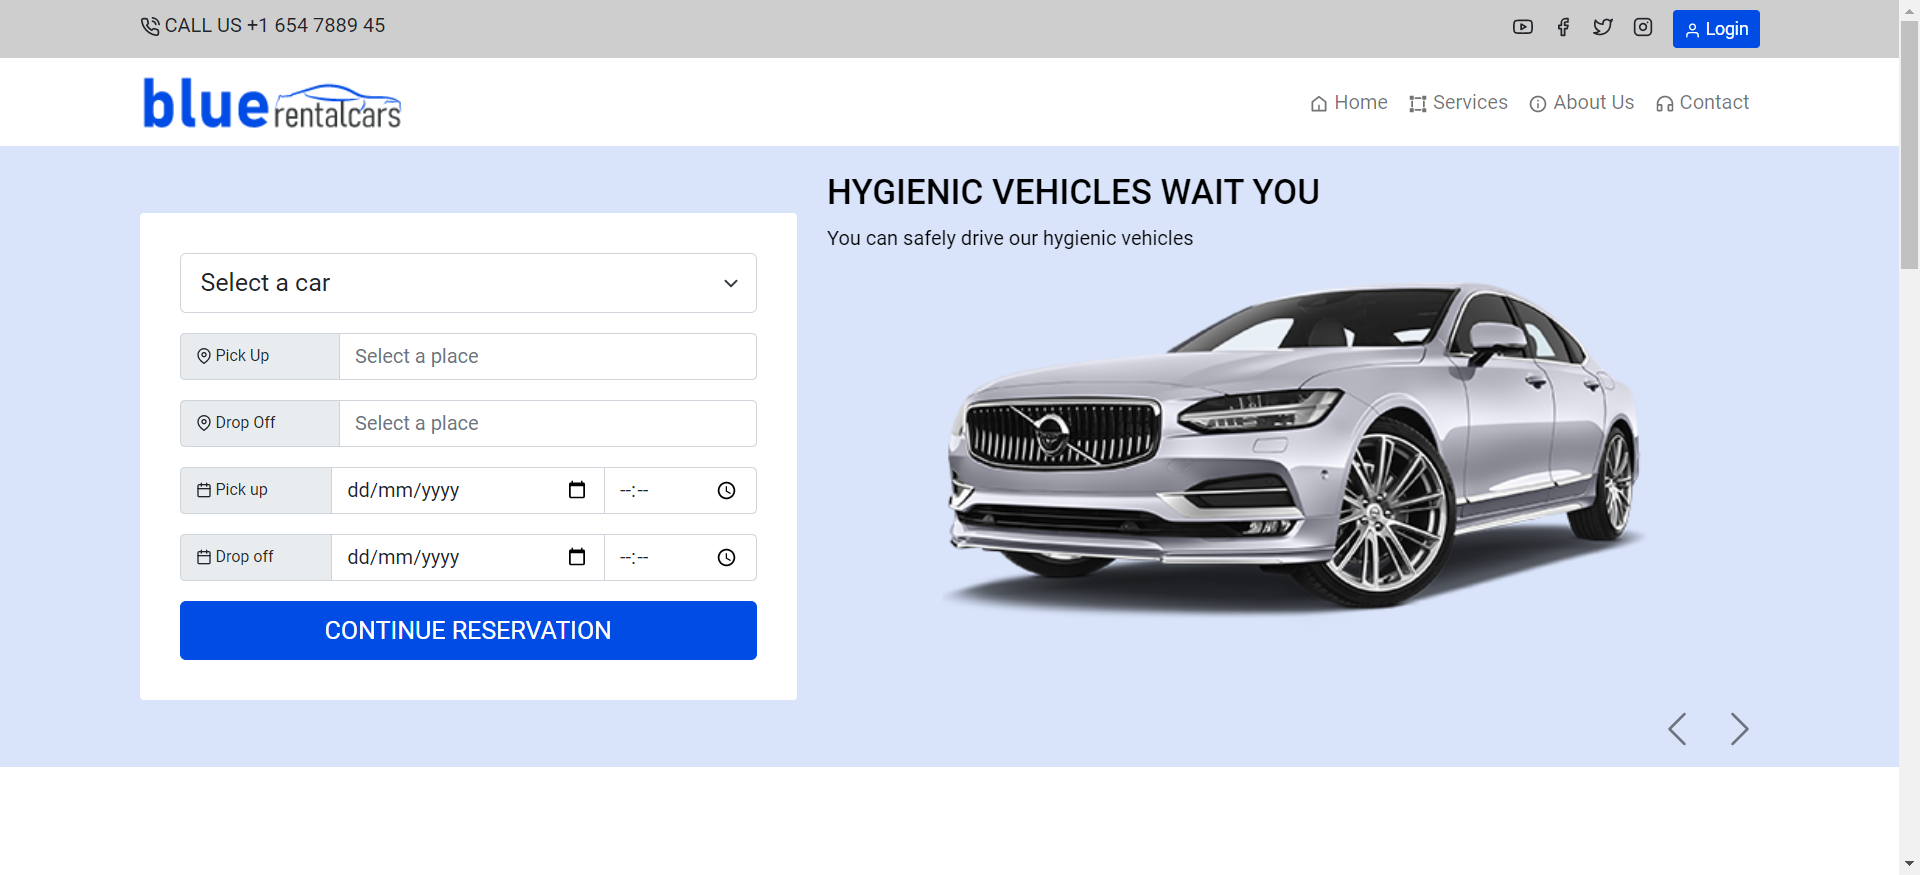 CALL US +1 654 7889 45
Login
blue rentalcars
Home
Services
About Us
Contact
HYGIENIC VEHICLES WAIT YOU
You can safely drive our hygienic vehicles
Select a car
Pick Up
Select a place
Drop Off
Select a place
Pick up
dd/mm/yyyy
--:--
Drop off
dd/mm/yyyy
--:--
CONTINUE RESERVATION